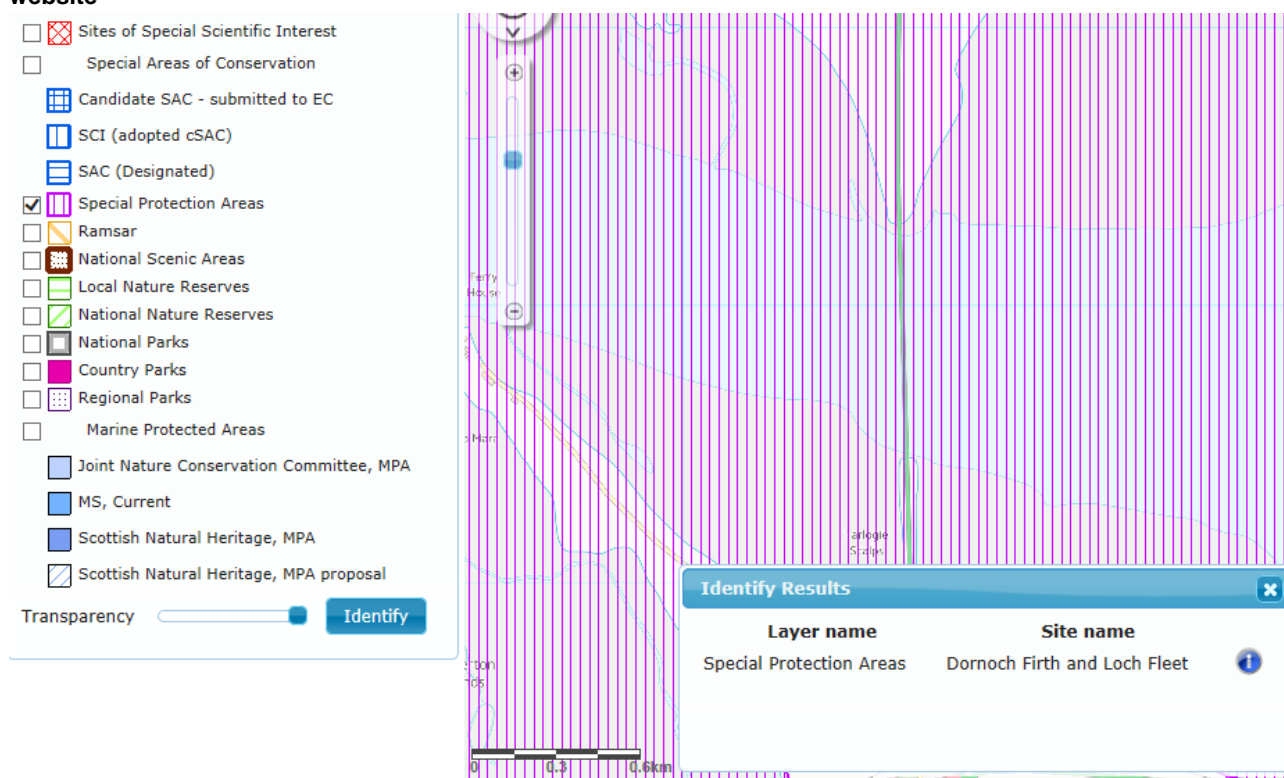 website
Sites of Special Scientific Interest
Special Areas of Conservation
Candidate SAC - submitted to EC
SCI (adopted cSAC)
SAC (Designated)
Special Protection Areas
Ramsar
National Scenic Areas
Local Nature Reserves
National Nature Reserves
National Parks
Country Parks
Regional Parks
Marine Protected Areas
Joint Nature Conservation Committee, MPA
MS, Current
Scottish Natural Heritage, MPA
Scottish Natural Heritage, MPA proposal
Transparency
Identify
Ferry
House
Scalps
Identify Results
Layer name Site name
Special Protection Areas Dornoch Firth and Loch Fleet
0 0.3 0.6km